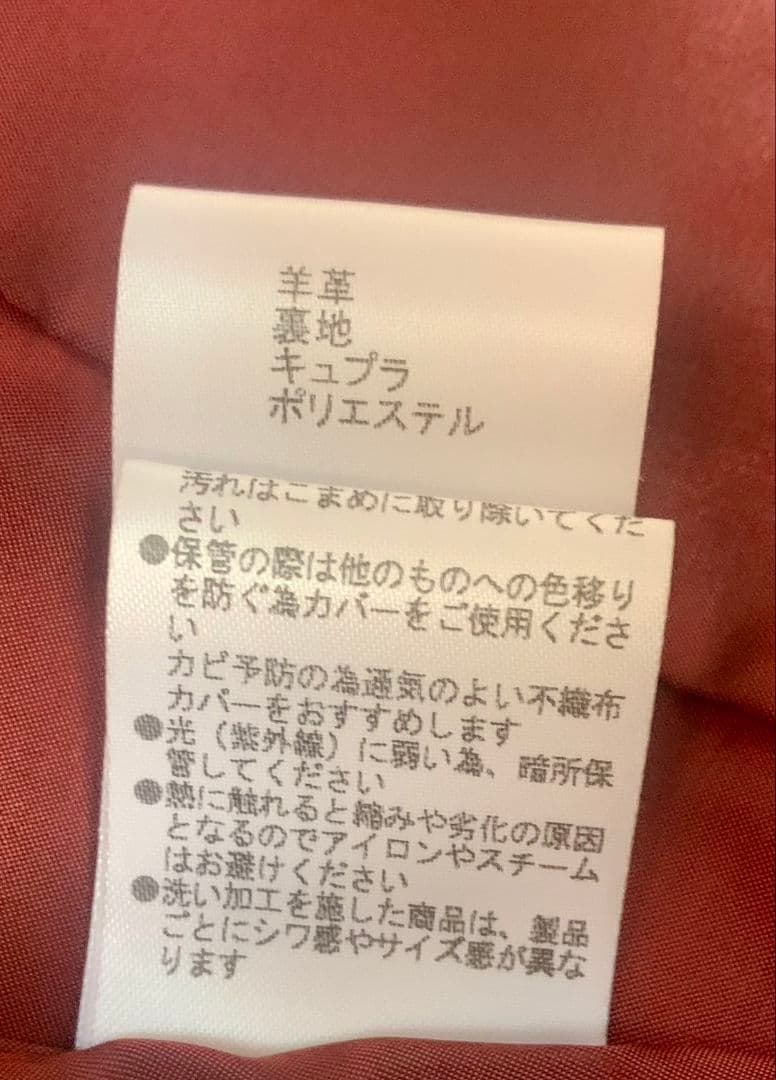 羊革
裏地
キュプラ
ポリエステル
汚れはこまめに取り除いてくだ
さい
●保管の際は他のものへの色移り
を防ぐ為カバーをご使用くださ
い
カビ予防の為通気のよい不織布
カバーをおすすめします
●光（紫外線）に弱い為、暗所保
管してください
●熱に触れると縮みや劣化の原因
となるのでアイロンやスチーム
はお避けください
●洗い加工を施した商品は、製品
ごとにシワ感やサイズ感が異な
ります